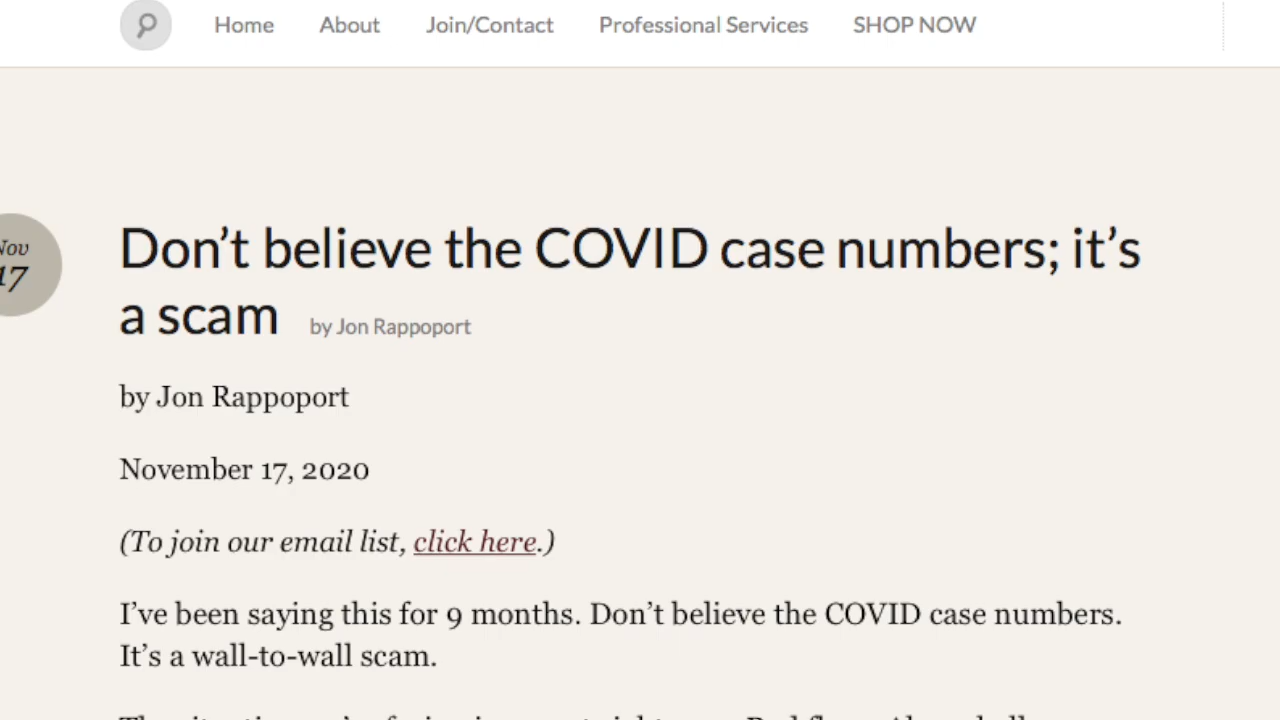 Home About Join/Contact Professional Services SHOP NOW
Nov
17
Don’t believe the COVID case numbers; it’s
a scam by Jon Rappoport
by Jon Rappoport
November 17, 2020
(To join our email list, click here.)
I’ve been saying this for 9 months. Don’t believe the COVID case numbers.
It’s a wall-to-wall scam.